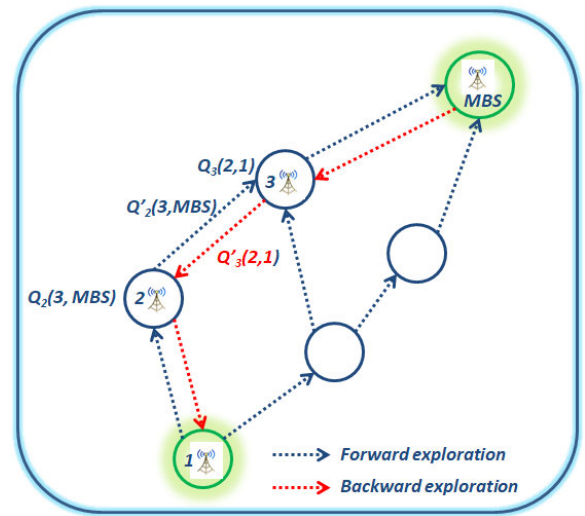 MBS
Q3(2,1)
3
Q'2(3,MBS)
Q'3(2,1)
Q2(3, MBS)
2
1
Forward exploration
Backward exploration